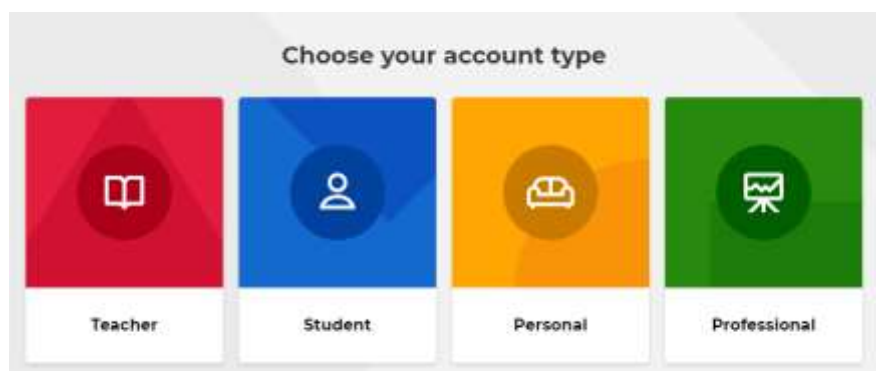 Choose your account type
Teacher
Student
Personal
Professional